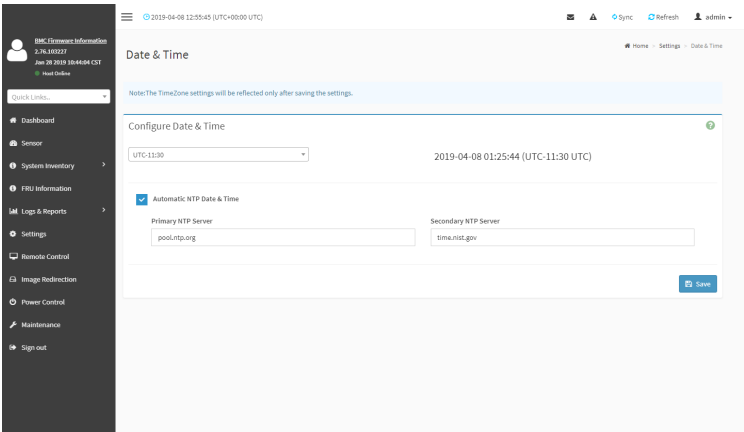 2019-04-08 12:55:45 (UTC+00:00 UTC)
Sync
Refresh
admin
BMC Firmware Information
2.76.103227
Jan 28 2019 10:44:04 CST
Host Online
Quick Links...
Dashboard
Sensor
System Inventory
FRU Information
Logs & Reports
Settings
Remote Control
Image Redirection
Power Control
Maintenance
Sign out
Date & Time
Home > Settings > Date & Time
Note:The TimeZone settings will be reflected only after saving the settings.
Configure Date & Time
UTC-11:30
2019-04-08 01:25:44 (UTC-11:30 UTC)
Automatic NTP Date & Time
Primary NTP Server
Secondary NTP Server
pool.ntp.org
time.nist.gov
Save